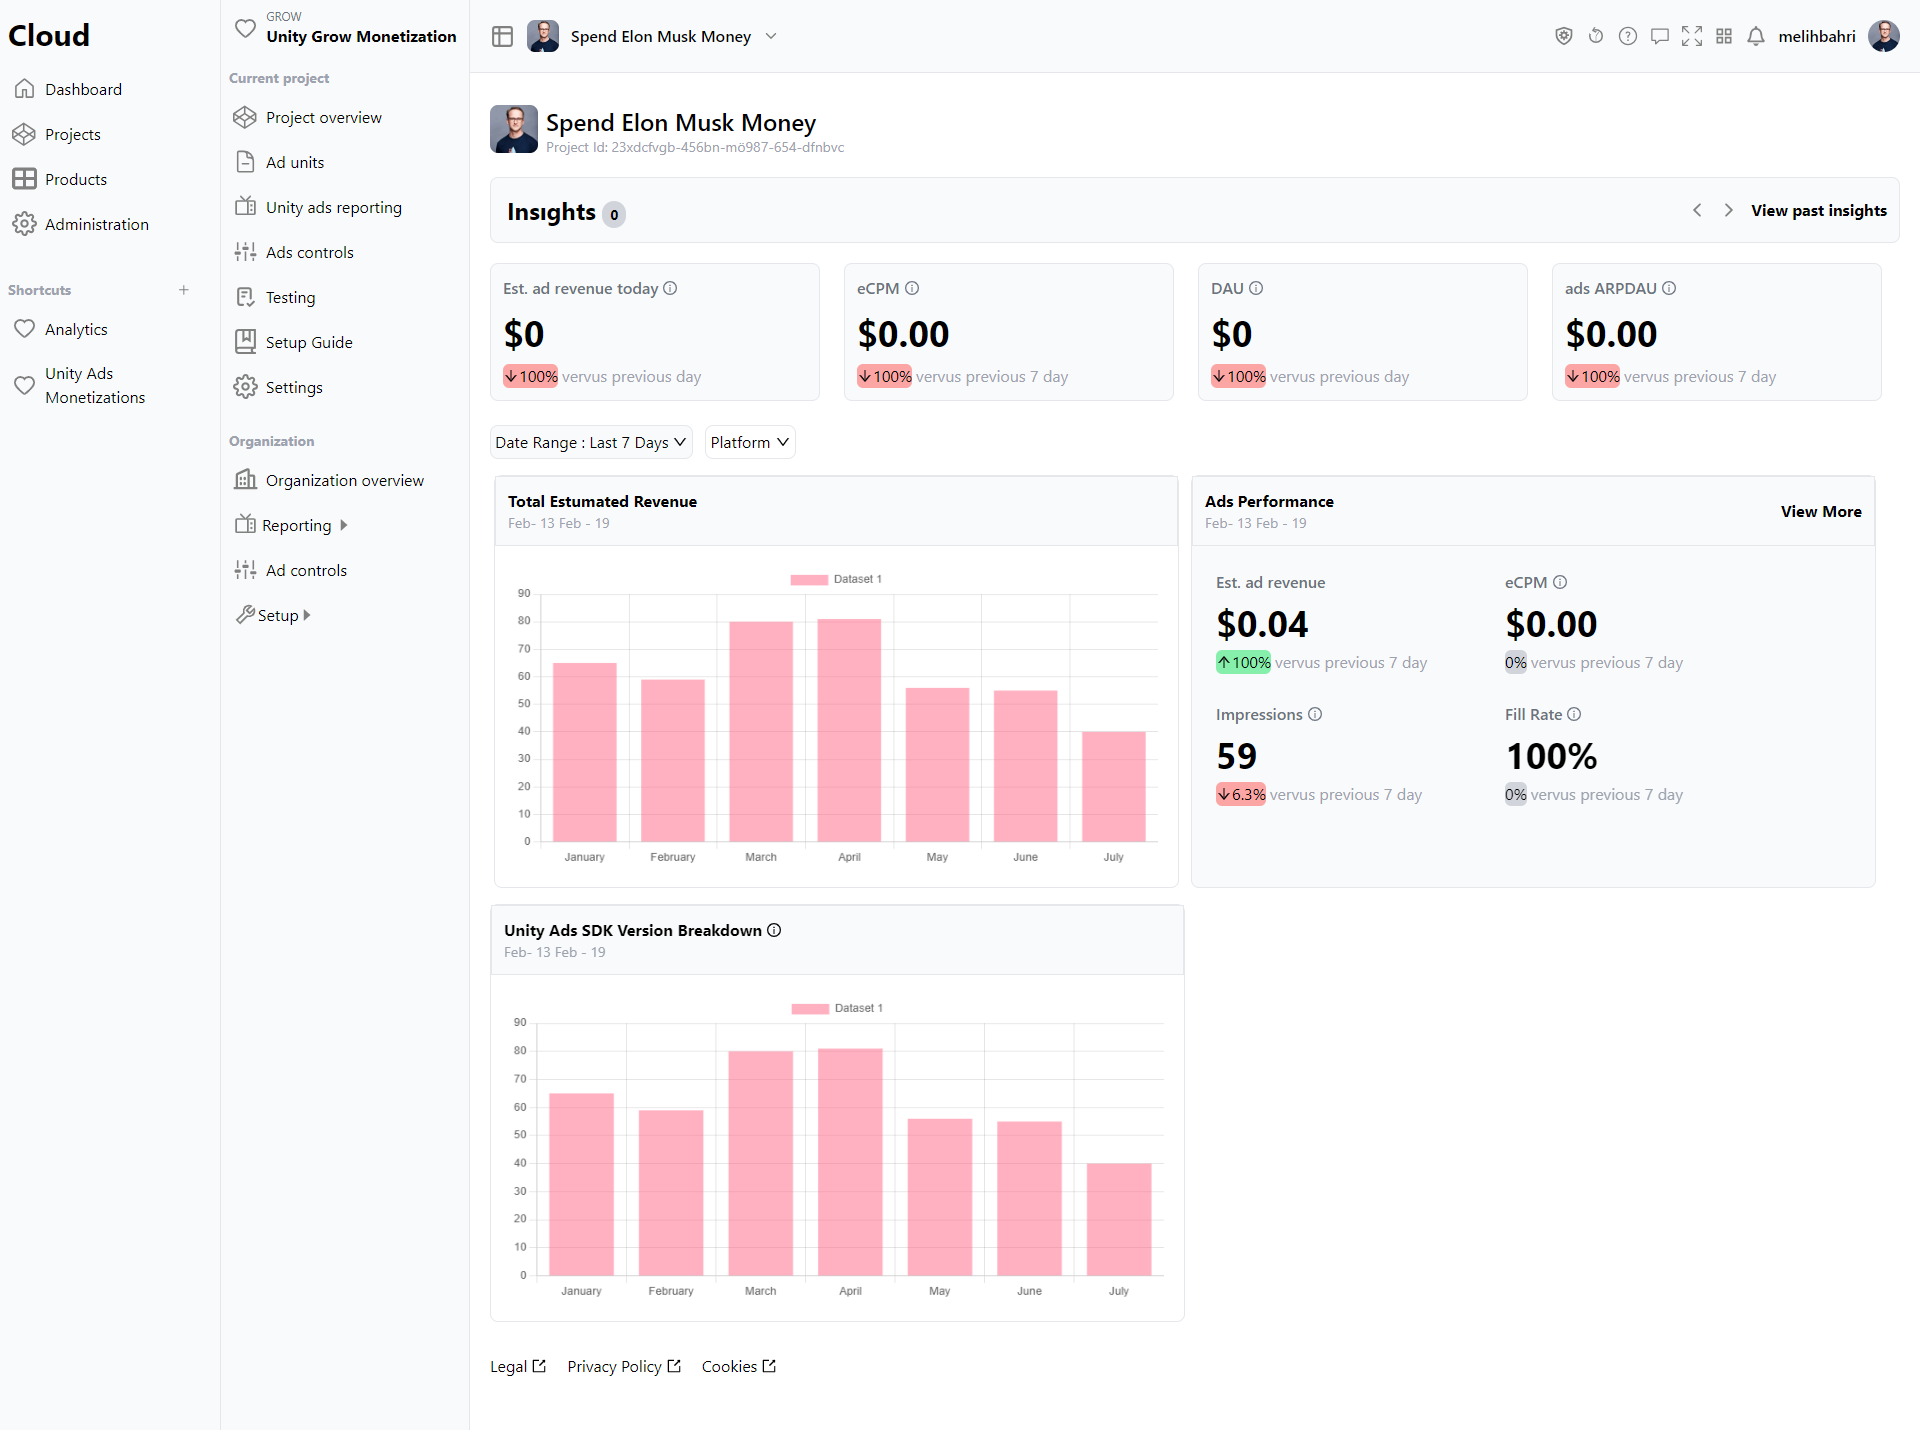 Cloud
Dashboard
Projects
Products
Administration
Shortcuts +
Analytics
Unity Ads
Monetizations
GROW
Unity Grow Monetization
Current project
Project overview
Ad units
Unity ads reporting
Ads controls
Testing
Setup Guide
Settings
Organization
Organization overview
Reporting
Ad controls
Setup
Spend Elon Musk Money
melihbahri
Spend Elon Musk Money
Project Id: 23xdcfvgb-456bn-mö987-654-dfnbvc
Insıghts 0
View past insights
Est. ad revenue today
$0
100% vervus previous day
eCPM
$0.00
100% vervus previous 7 day
DAU
$0
100% vervus previous day
ads ARPDAU
$0.00
100% vervus previous 7 day
Date Range : Last 7 Days
Platform
Total Estumated Revenue
Feb- 13 Feb - 19
Dataset 1
90
80
70
60
50
40
30
20
10
0
January February March April May June July
Ads Performance
Feb- 13 Feb - 19
View More
Est. ad revenue
$0.04
100% vervus previous 7 day
eCPM
$0.00
0% vervus previous 7 day
Impressions
59
6.3% vervus previous 7 day
Fill Rate
100%
0% vervus previous 7 day
Unity Ads SDK Version Breakdown
Feb- 13 Feb - 19
Dataset 1
90
80
70
60
50
40
30
20
10
0
January February March April May June July
Legal Privacy Policy Cookies